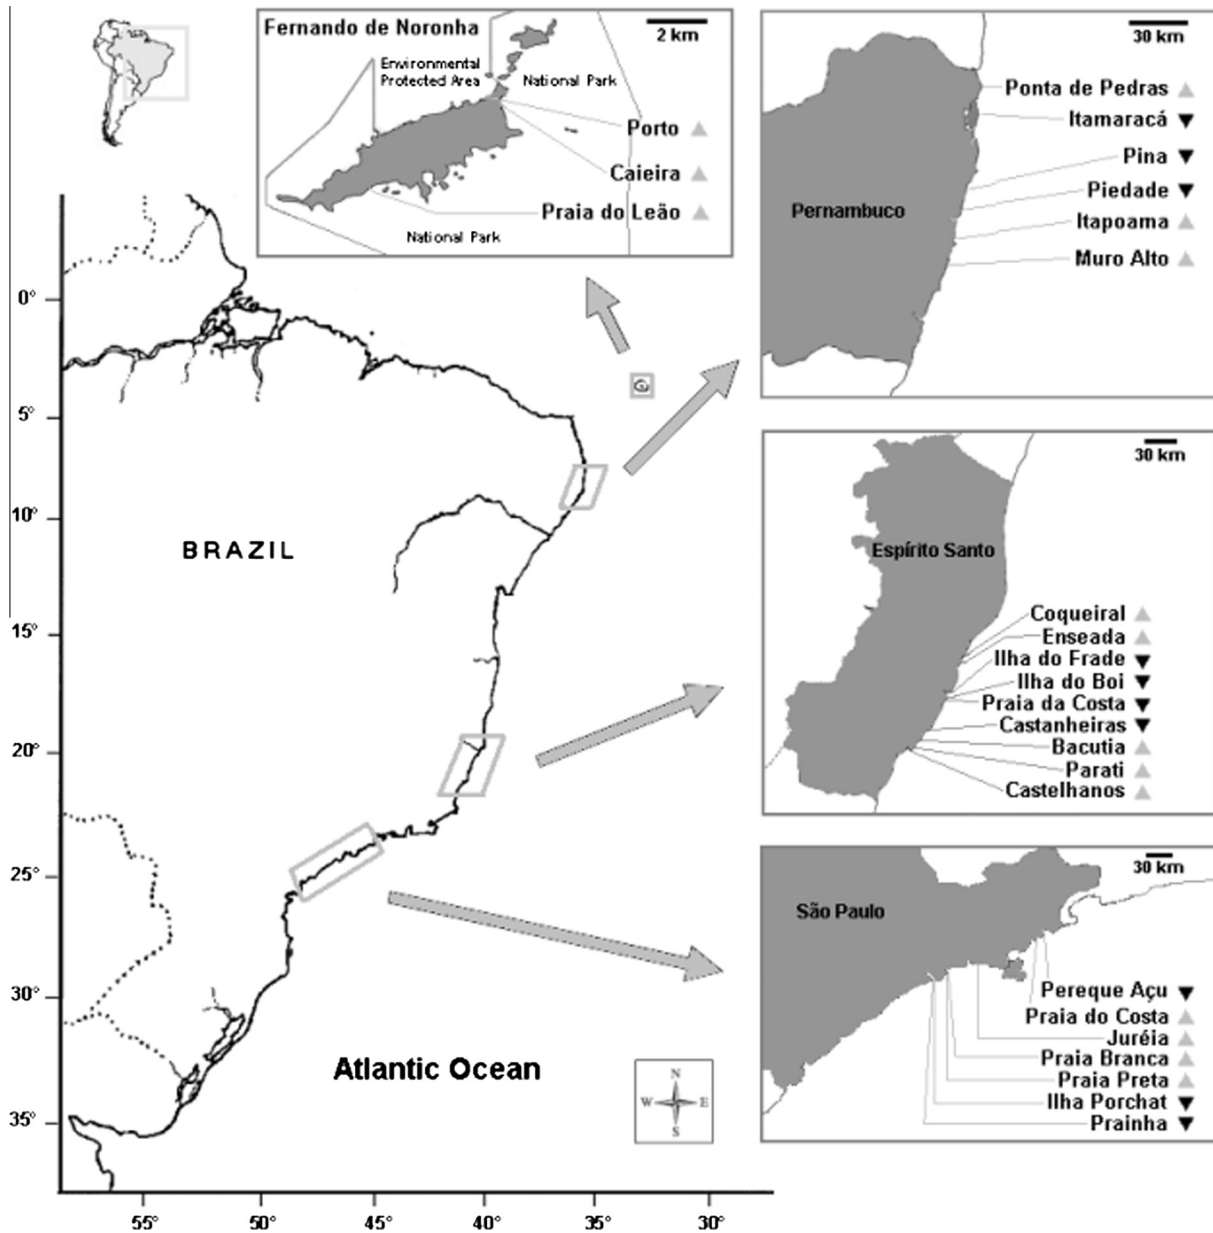 Fernando de Noronha
2 km
Environmental
Protected Area
National Park
Porto
Caieira
Praia do Leão
National Park
30 km
Ponta de Pedras
Itamaracá
Pina
Piedade
Itapoama
Muro Alto
Pernambuco
30 km
Espírito Santo
Coqueiral
Enseada
Ilha do Frade
Ilha do Boi
Praia da Costa
Castanheiras
Bacutia
Parati
Castelhanos
30 km
São Paulo
Pereque Açu
Praia do Costa
Juréia
Praia Branca
Praia Preta
Ilha Porchat
Prainha
BRAZIL
Atlantic Ocean
N
W E
S
0°
5°
10°
15°
20°
25°
30°
35°
55° 50° 45° 40° 35° 30°